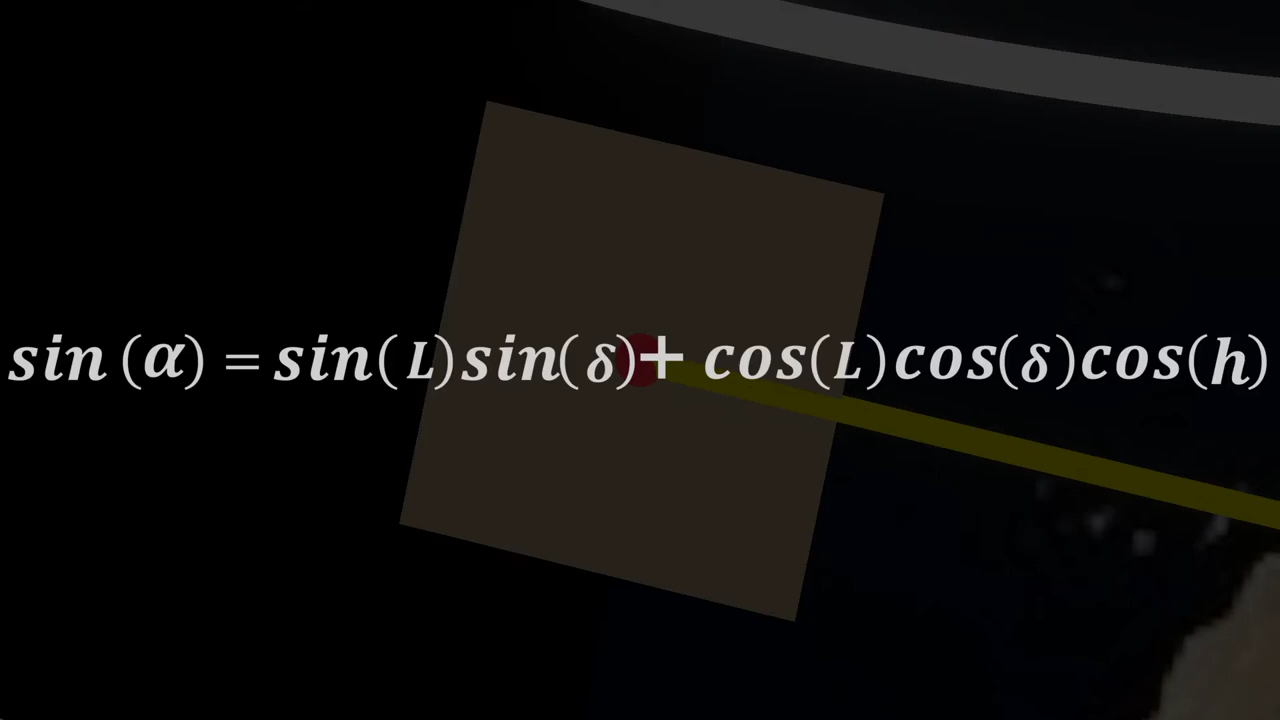 sin (α) = sin(L)sin(δ)+ cos(L)cos(δ)cos(h)